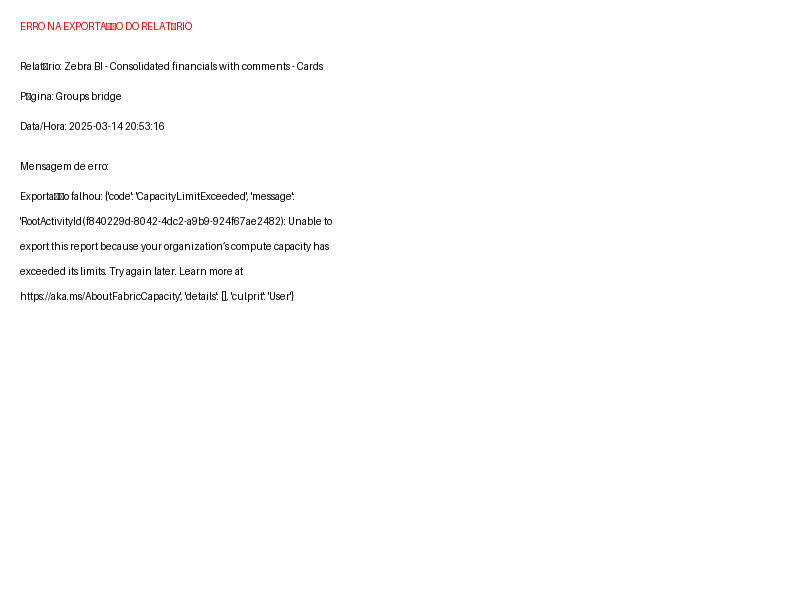 ERRO NA EXPORTA▯▯O DO RELAT▯RIO
Relat▯rio: Zebra BI - Consolidated financials with comments - Cards
P▯gina: Groups bridge
Data/Hora: 2025-03-14 20:53:16
Mensagem de erro:
Exporta▯▯o falhou: {'code': 'CapacityLimitExceeded', 'message':
'RootActivityId(f840229d-8042-4dc2-a9b9-924f67ae2482): Unable to
export this report because your organization’s compute capacity has
exceeded its limits. Try again later. Learn more at
https://aka.ms/AboutFabricCapacity', 'details': [], 'culprit': 'User'}